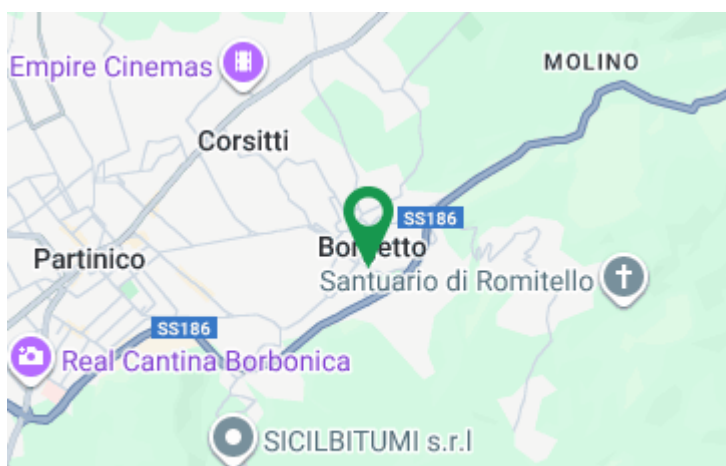 MOLINO
Empire Cinemas
Corsitti
SS186
Partinico
Santuario di Romitello
SS186
Real Cantina Borbonica
SICILBITUMI s.r.l